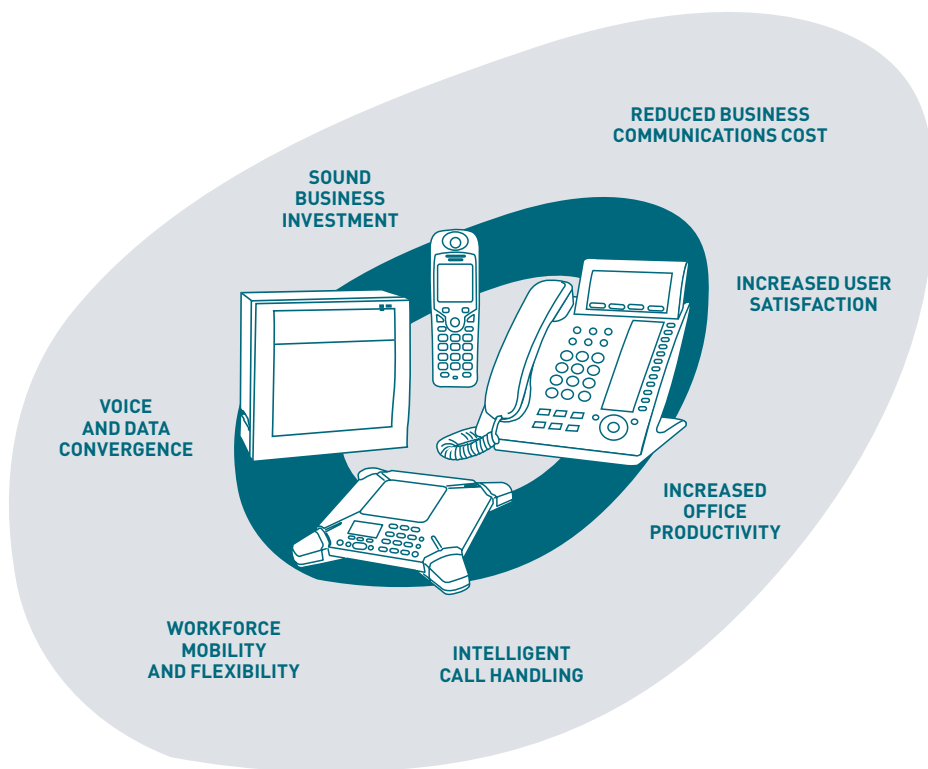 REDUCED BUSINESS
COMMUNICATIONS COST
SOUND
BUSINESS
INVESTMENT
INCREASED USER
SATISFACTION
VOICE
AND DATA
CONVERGENCE
INCREASED
OFFICE
PRODUCTIVITY
WORKFORCE
MOBILITY
AND FLEXIBILITY
INTELLIGENT
CALL HANDLING